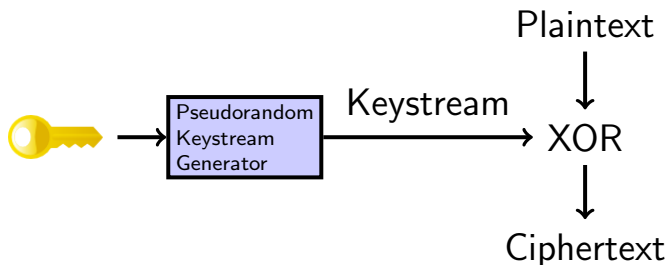 Plaintext
Pseudorandom
Keystream
Generator
Keystream
XOR
Ciphertext